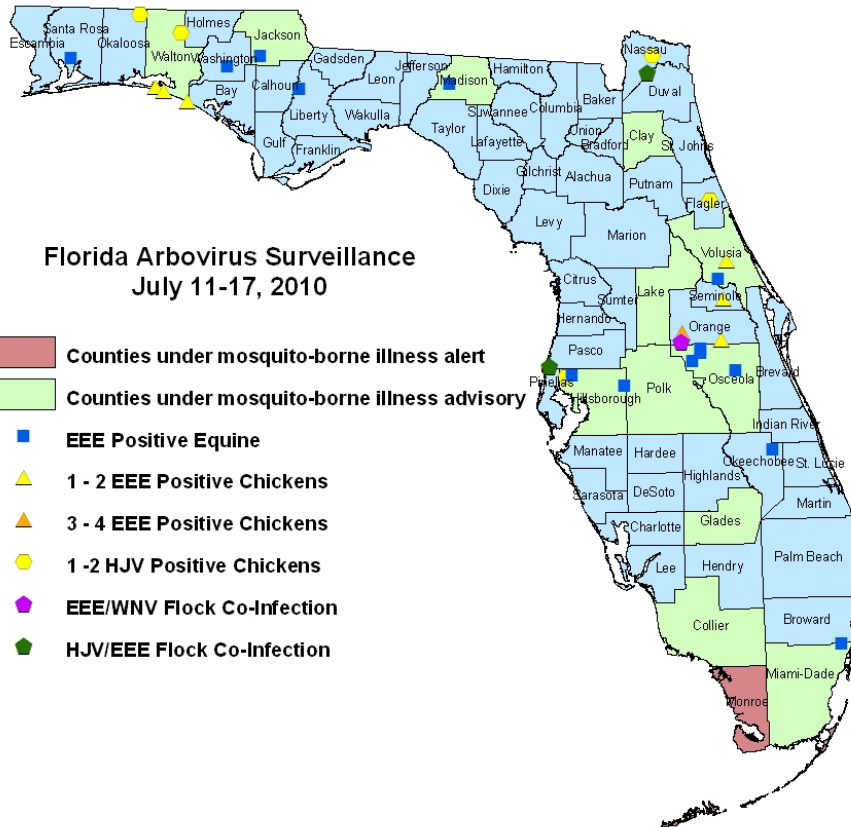 Escambia
Santa Rosa
Okaloosa
Walton
Holmes
Washington
Jackson
Bay
Calhoun
Gulf
Gadsden
Liberty
Franklin
Leon
Wakulla
Jefferson
Madison
Taylor
Hamilton
Suwannee
Lafayette
Dixie
Columbia
Gilchrist
Baker
Union
Bradford
Alachua
Levy
Nassau
Duval
Clay
St Johns
Putnam
Flagler
Marion
Volusia
Florida Arbovirus Surveillance
July 11-17, 2010
Citrus
Sumter
Lake
Seminole
Hernando
Orange
Pasco
Brevard
Pinellas
Hillsborough
Polk
Osceola
Indian River
Manatee
Hardee
Highlands
Okeechobee
St. Lucie
Sarasota
DeSoto
Martin
Charlotte
Glades
Lee
Hendry
Palm Beach
Collier
Broward
Miami-Dade
Monroe
Counties under mosquito-borne illness alert
Counties under mosquito-borne illness advisory
EEE Positive Equine
1 - 2 EEE Positive Chickens
3 - 4 EEE Positive Chickens
1 -2 HJV Positive Chickens
EEE/WNV Flock Co-Infection
HJV/EEE Flock Co-Infection